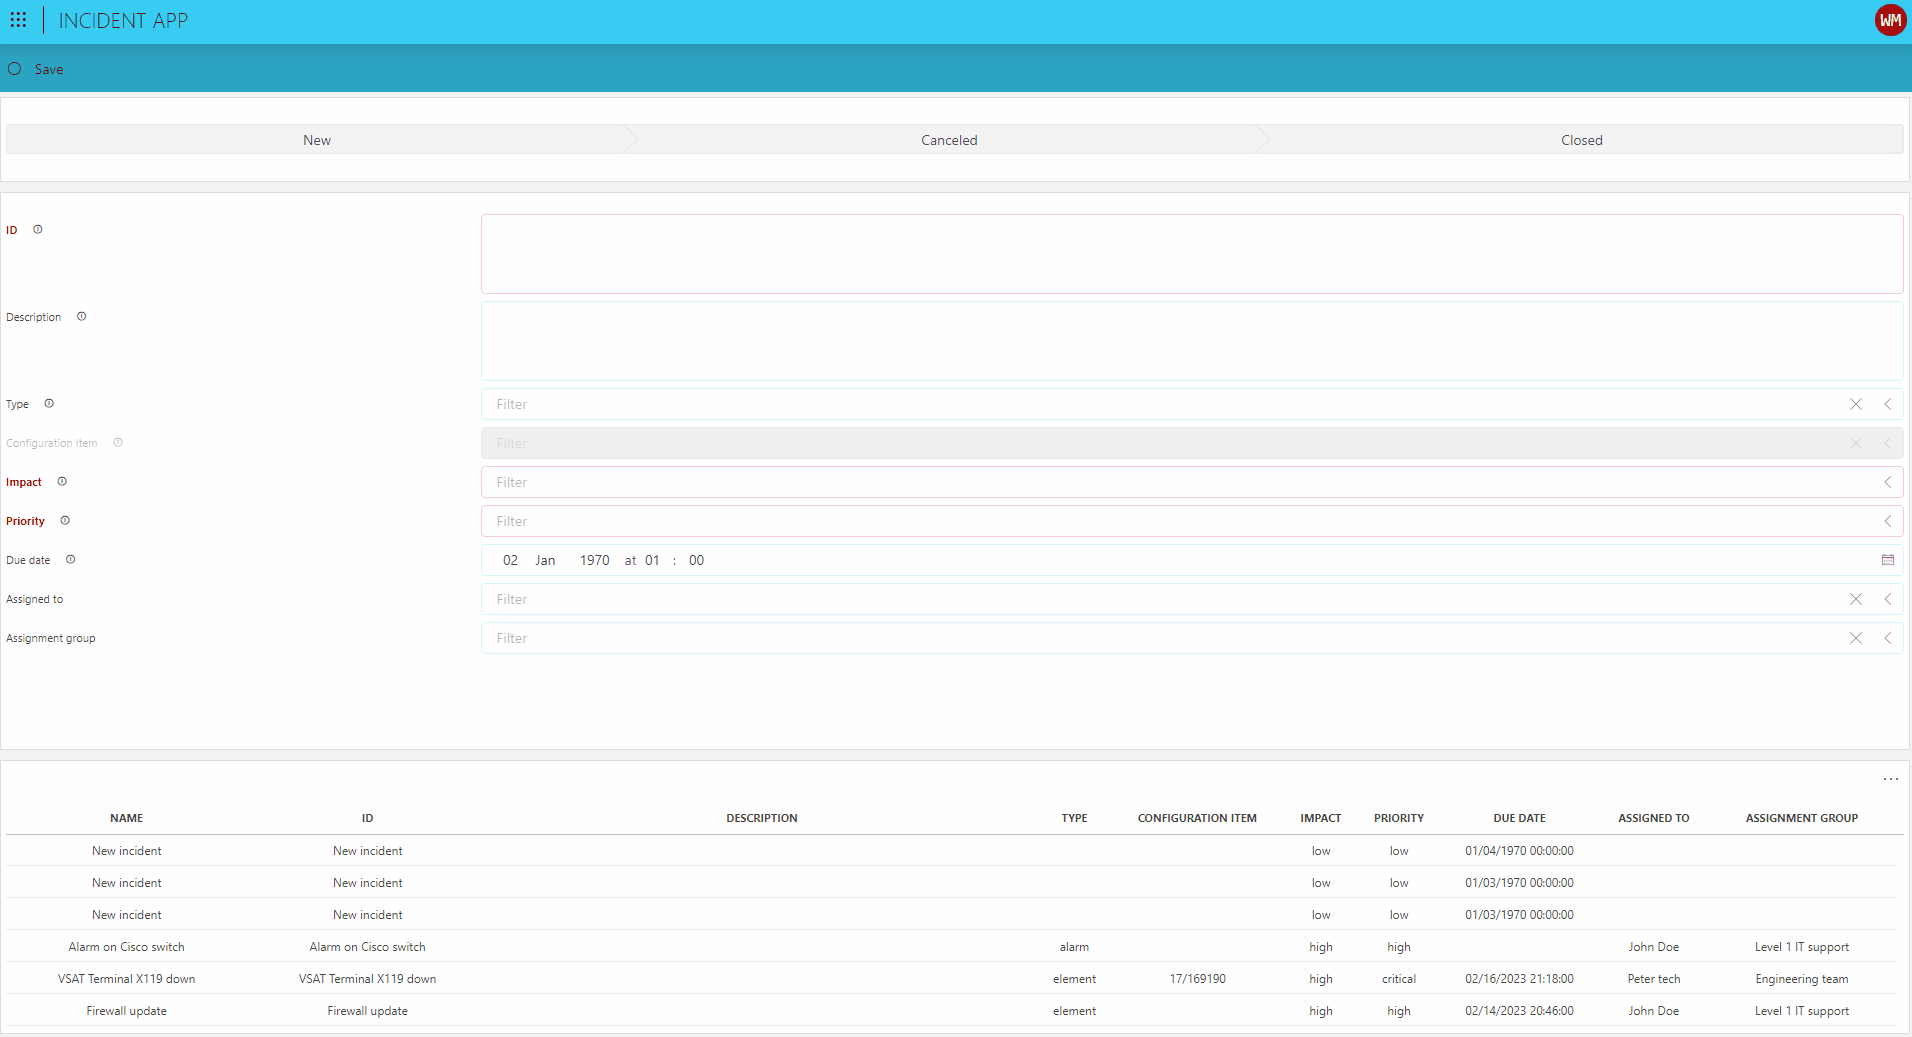 INCIDENT APP WM
Save
New Canceled Closed
ID
Description
Type Filter
Configuration Item Filter
Impact Filter
Priority Filter
Due date 02 Jan 1970 at 01 : 00
Assigned to Filter
Assignment group Filter
...
NAME ID DESCRIPTION TYPE CONFIGURATION ITEM IMPACT PRIORITY DUE DATE ASSIGNED TO ASSIGNMENT GROUP
New incident New incident low low 01/04/1970 00:00:00
New incident New incident low low 01/03/1970 00:00:00
New incident New incident low low 01/03/1970 00:00:00
Alarm on Cisco switch Alarm on Cisco switch alarm high high John Doe Level 1 IT support
VSAT Terminal X119 down VSAT Terminal X119 down element 17/169190 high critical 02/16/2023 21:18:00 Peter tech Engineering team
Firewall update Firewall update element high high 02/14/2023 20:46:00 John Doe Level 1 IT support